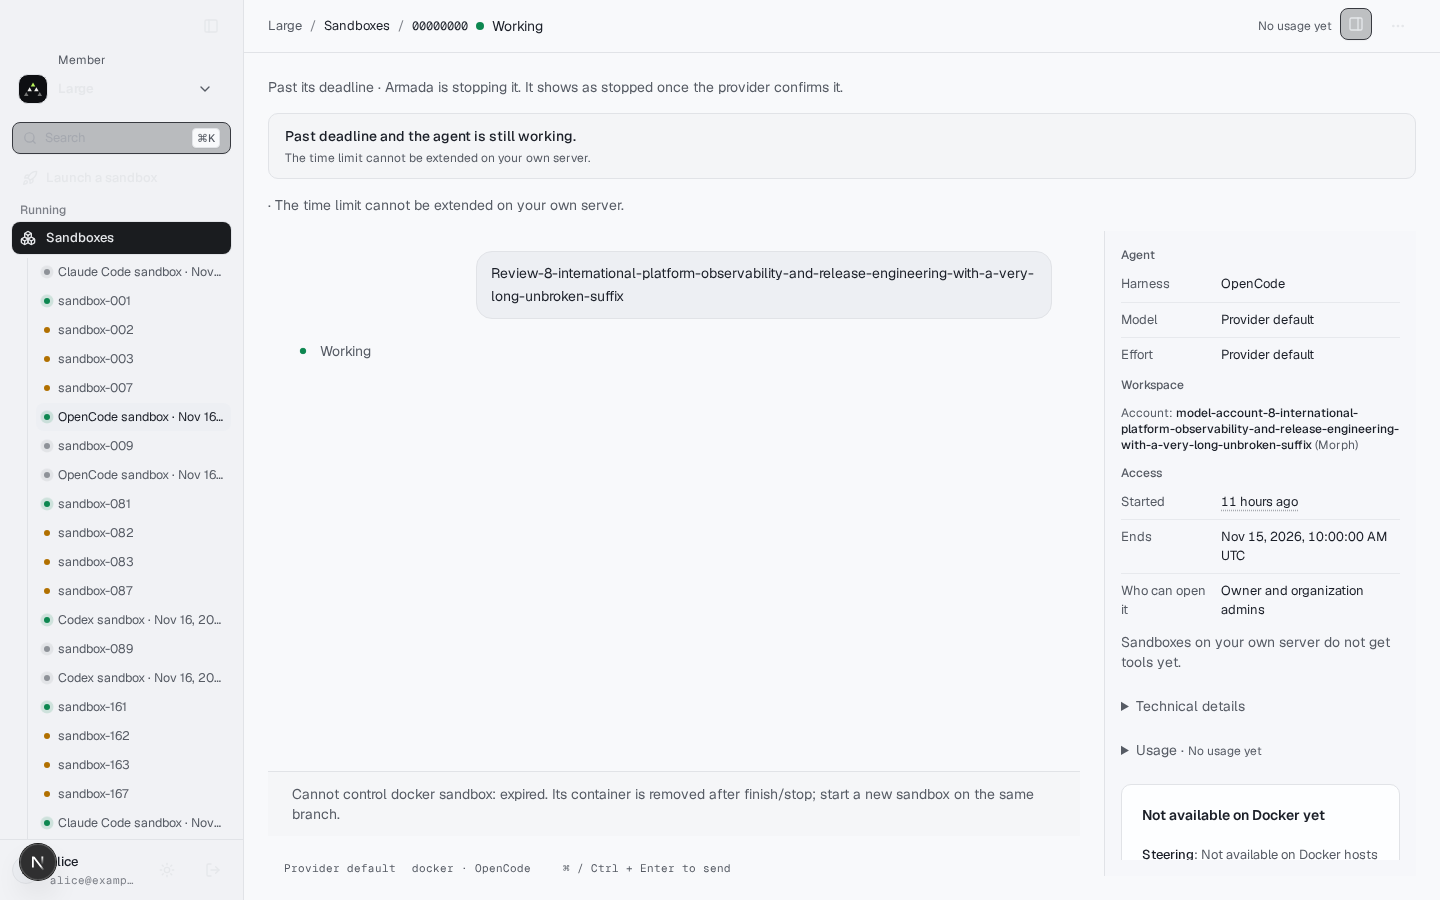 Member
Large
Search ⌘K
Launch a sandbox
Running
Sandboxes
Claude Code sandbox · Nov…
sandbox-001
sandbox-002
sandbox-003
sandbox-007
OpenCode sandbox · Nov 16…
sandbox-009
OpenCode sandbox · Nov 16…
sandbox-081
sandbox-082
sandbox-083
sandbox-087
Codex sandbox · Nov 16, 20…
sandbox-089
Codex sandbox · Nov 16, 20…
sandbox-161
sandbox-162
sandbox-163
sandbox-167
Claude Code sandbox · Nov…
N
lice
alice@examp…
Large / Sandboxes / 00000000 Working
No usage yet
Past its deadline · Armada is stopping it. It shows as stopped once the provider confirms it.
Past deadline and the agent is still working.
The time limit cannot be extended on your own server.
· The time limit cannot be extended on your own server.
Review-8-international-platform-observability-and-release-engineering-with-a-very-
long-unbroken-suffix
Working
Cannot control docker sandbox: expired. Its container is removed after finish/stop; start a new sandbox on the same
branch.
Provider default docker · OpenCode ⌘ / Ctrl + Enter to send
Agent
Harness OpenCode
Model Provider default
Effort Provider default
Workspace
Account: model-account-8-international-
platform-observability-and-release-engineering-
with-a-very-long-unbroken-suffix (Morph)
Access
Started 11 hours ago
Ends Nov 15, 2026, 10:00:00 AM
UTC
Who can open Owner and organization
it admins
Sandboxes on your own server do not get
tools yet.
Technical details
Usage · No usage yet
Not available on Docker yet
Steering: Not available on Docker hosts